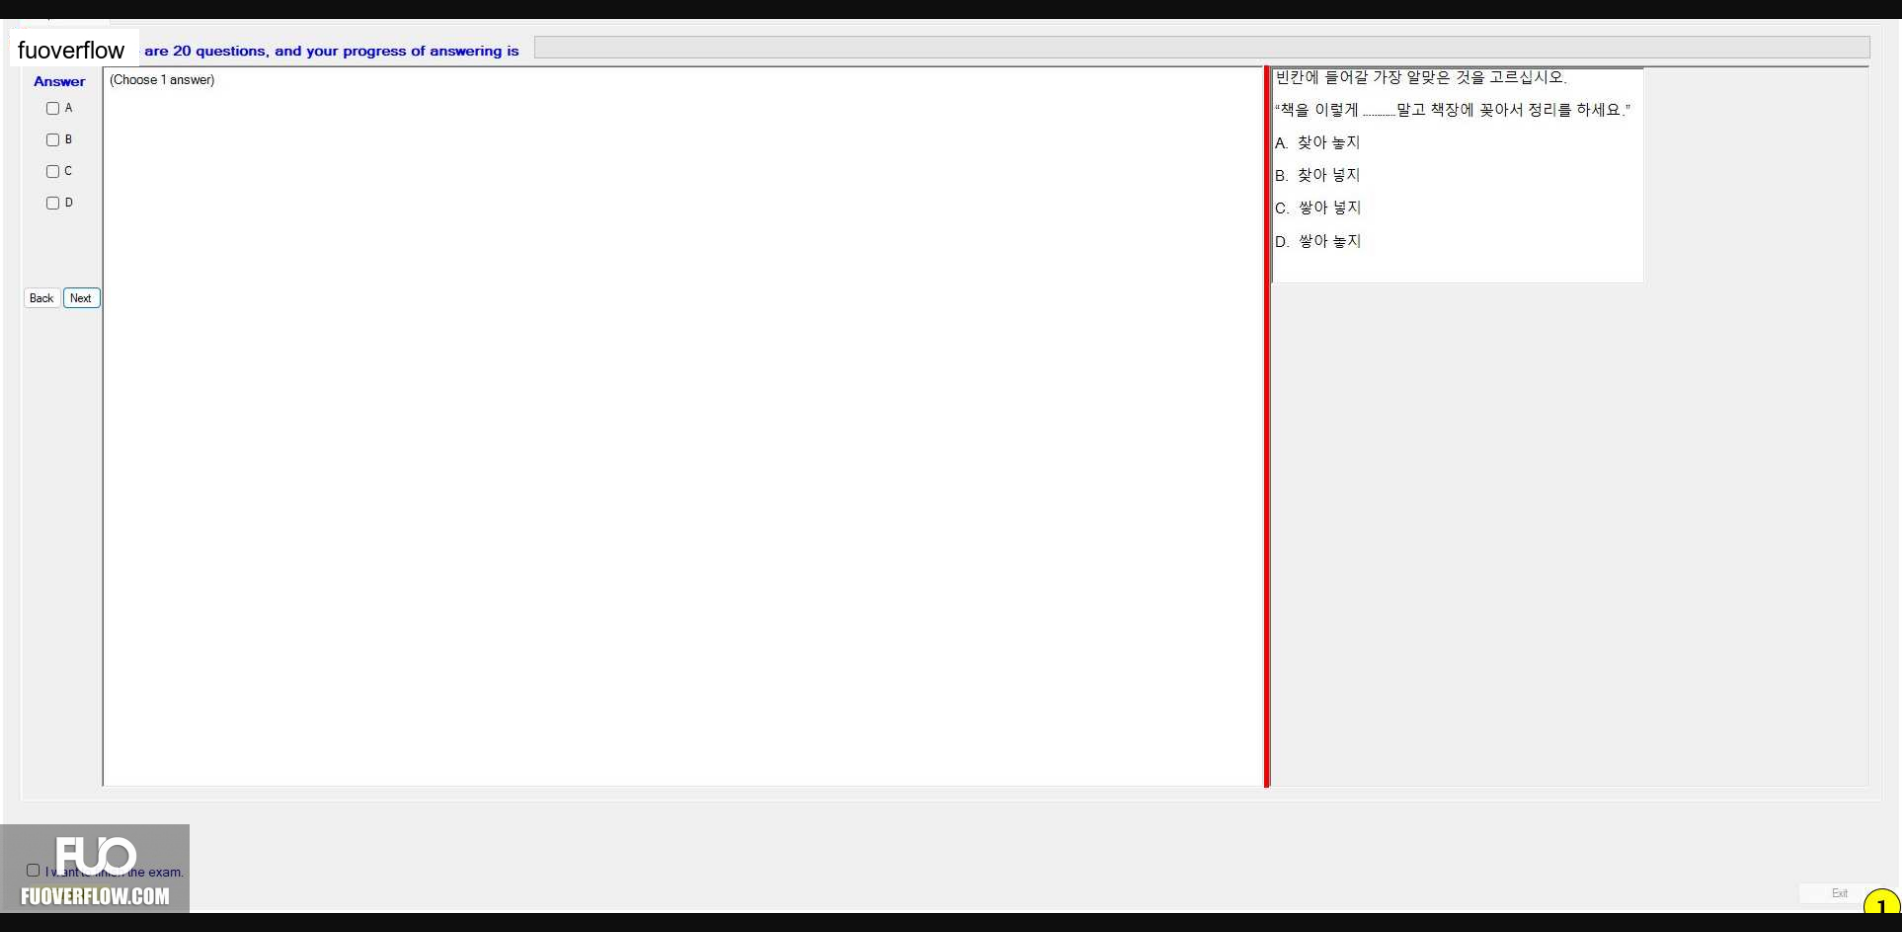 fuoverflow are 20 questions, and your progress of answering is
Answer
(Choose 1 answer)
A
B
C
D
Back Next
빈칸에 들어갈 가장 알맞은 것을 고르십시오.
“책을 이렇게 ............말고 책장에 꽂아서 정리를 하세요.”
A. 찾아 놓지
B. 찾아 넣지
C. 쌓아 넣지
D. 쌓아 놓지
FUO
I want to finish the exam.
FUOVERFLOW.COM
Exit
1